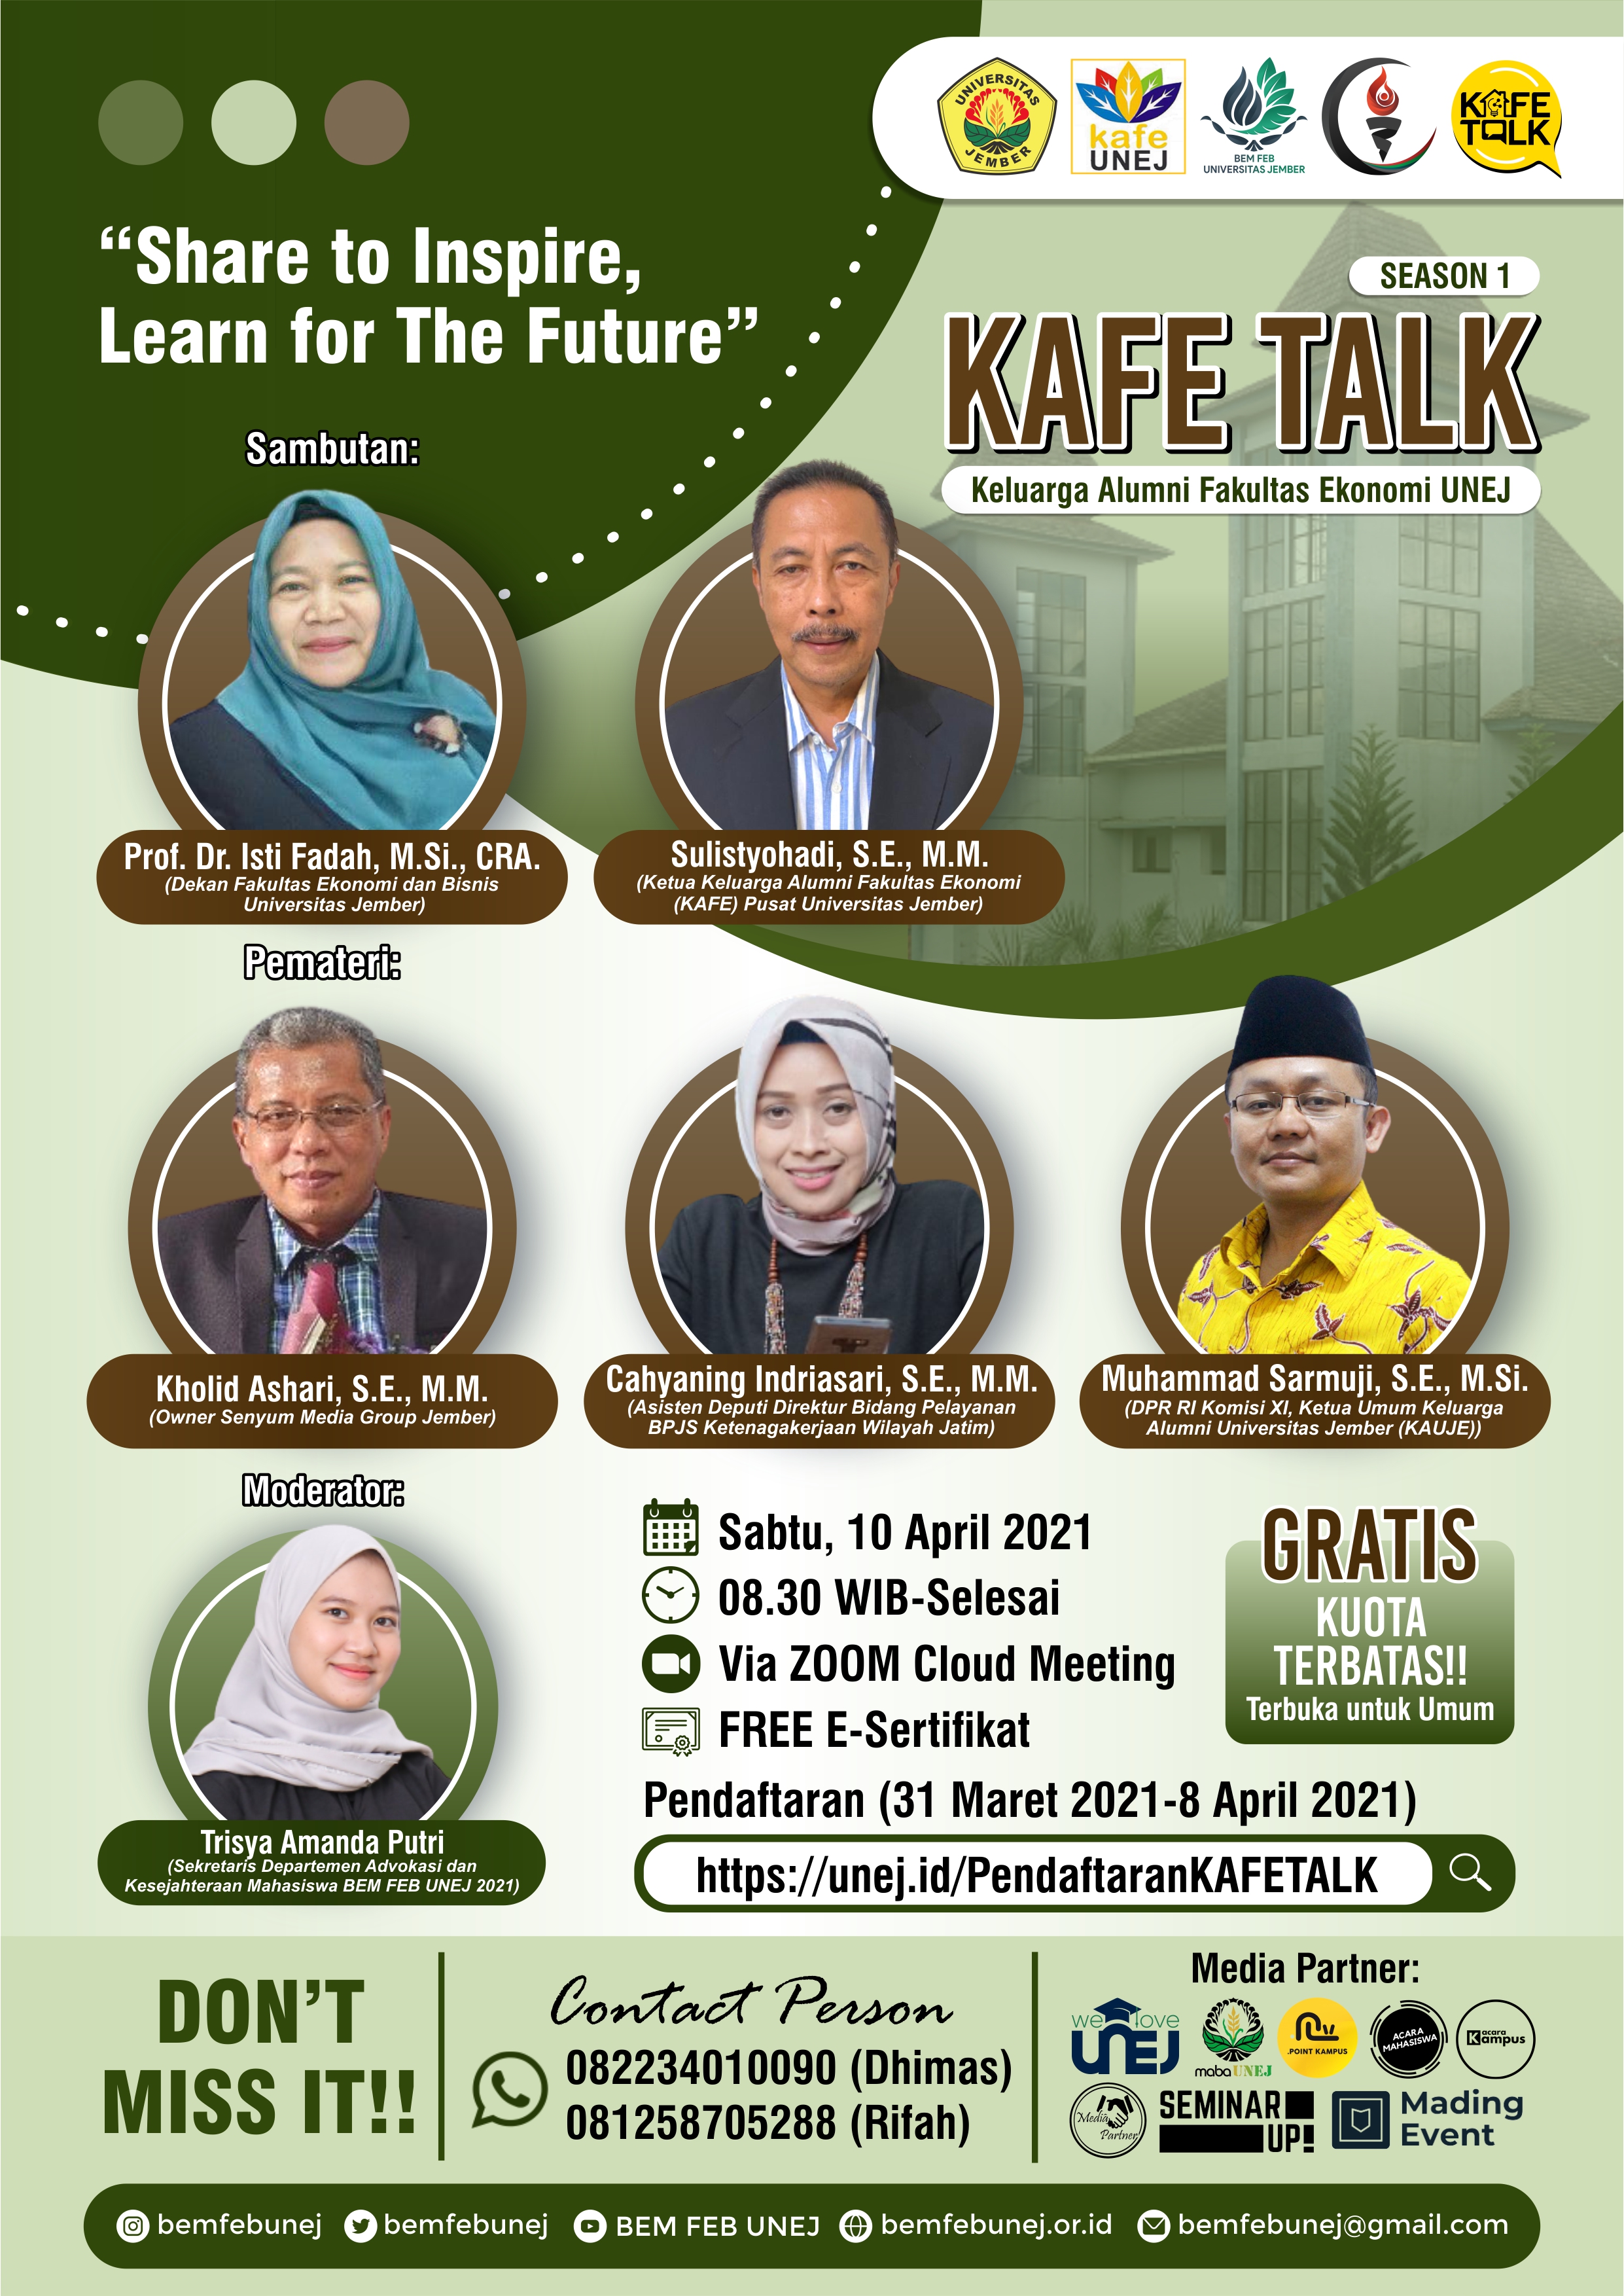 UNIVERSITAS
JEMBER
kafe
UNEJ
BEM FEB
UNIVERSITAS JEMBER
KAFE
TALK
“Share to Inspire,
Learn for The Future”
SEASON 1
KAFE TALK
Keluarga Alumni Fakultas Ekonomi UNEJ
Sambutan:
Prof. Dr. Isti Fadah, M.Si., CRA.
(Dekan Fakultas Ekonomi dan Bisnis
Universitas Jember)
Sulistyohadi, S.E., M.M.
(Ketua Keluarga Alumni Fakultas Ekonomi
(KAFE) Pusat Universitas Jember)
Pemateri:
Kholid Ashari, S.E., M.M.
(Owner Senyum Media Group Jember)
Cahyaning Indriasari, S.E., M.M.
(Asisten Deputi Direktur Bidang Pelayanan
BPJS Ketenagakerjaan Wilayah Jatim)
Muhammad Sarmuji, S.E., M.Si.
(DPR RI Komisi XI, Ketua Umum Keluarga
Alumni Universitas Jember (KAUJE))
Moderator:
Trisya Amanda Putri
(Sekretaris Departemen Advokasi dan
Kesejahteraan Mahasiswa BEM FEB UNEJ 2021)
Sabtu, 10 April 2021
08.30 WIB-Selesai
Via ZOOM Cloud Meeting
FREE E-Sertifikat
GRATIS
KUOTA
TERBATAS!!
Terbuka untuk Umum
Pendaftaran (31 Maret 2021-8 April 2021)
https://unej.id/PendaftaranKAFETALK
DON’T
MISS IT!!
Contact Person
082234010090 (Dhimas)
081258705288 (Rifah)
Media Partner:
we love
UNEJ
maba UNEJ
.POINT KAMPUS
ACARA
MAHASISWA
acara
Kampus
Media
Partner
SEMINAR
UP!
Mading
Event
bemfebunej
bemfebunej
BEM FEB UNEJ
bemfebunej.or.id
bemfebunej@gmail.com